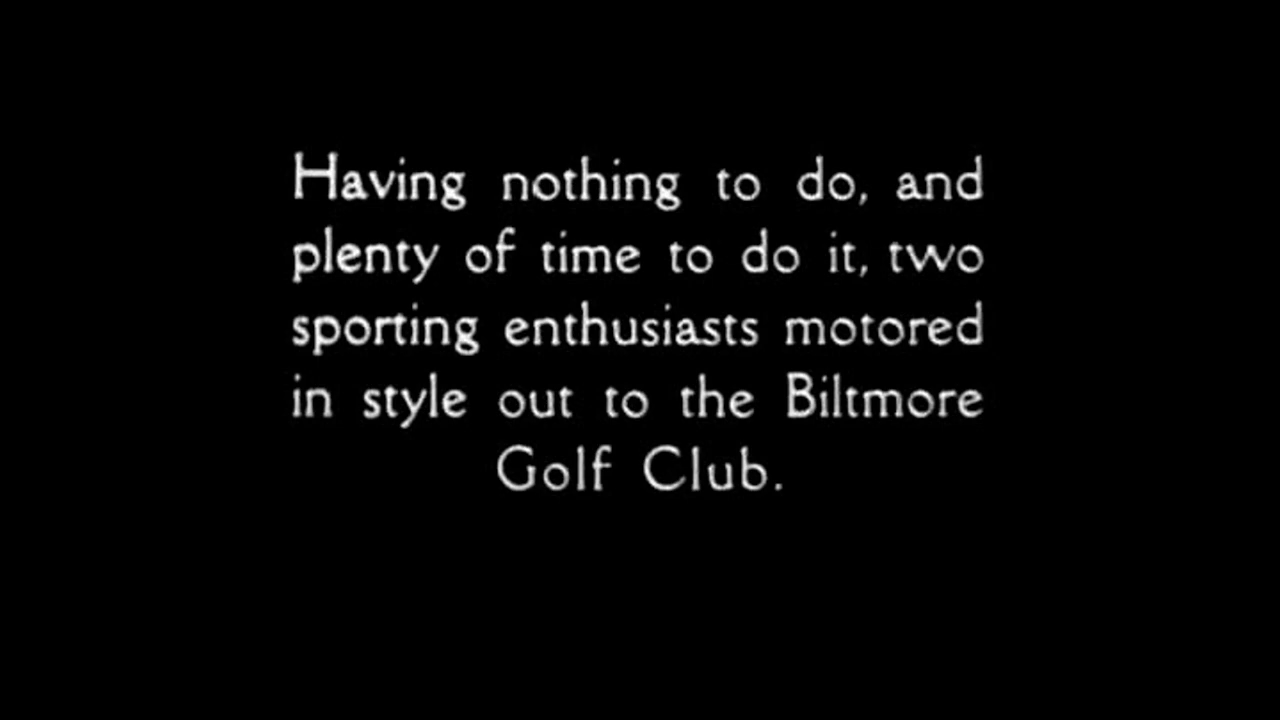 Having nothing to do, and
plenty of time to do it, two
sporting enthusiasts motored
in style out to the Biltmore
Golf Club.